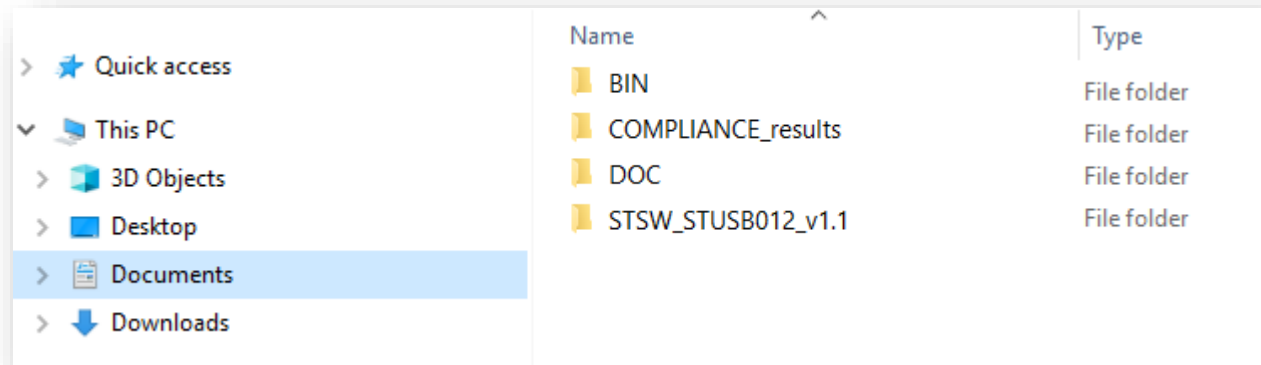 Quick access
This PC
3D Objects
Desktop
Documents
Downloads
Name Type
BIN File folder
COMPLIANCE_results File folder
DOC File folder
STSW_STUSB012_v1.1 File folder